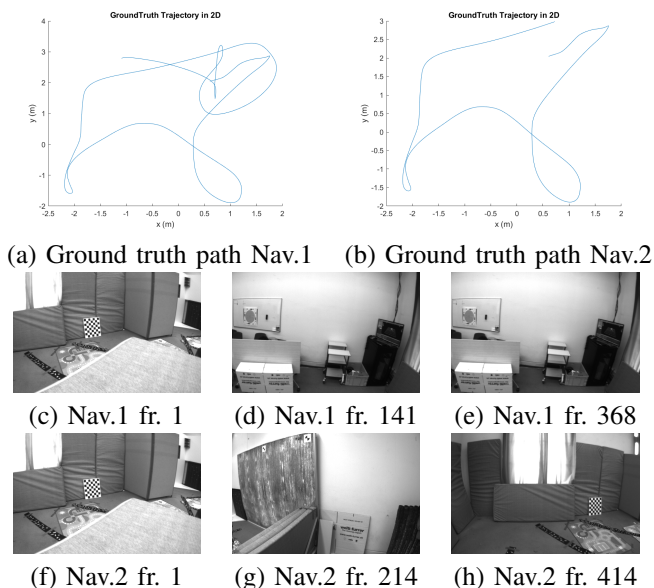 GroundTruth Trajectory in 2D
4
3
2
1
0
-1
-2
y (m)
-2.5 -2 -1.5 -1 -0.5 0 0.5 1 1.5 2
x (m)
GroundTruth Trajectory in 2D
3
2.5
2
1.5
1
0.5
0
-0.5
-1
-1.5
-2
y (m)
-2.5 -2 -1.5 -1 -0.5 0 0.5 1 1.5 2
x (m)
(a) Ground truth path Nav.1 (b) Ground truth path Nav.2
(c) Nav.1 fr. 1 (d) Nav.1 fr. 141 (e) Nav.1 fr. 368
(f) Nav.2 fr. 1 (g) Nav.2 fr. 214 (h) Nav.2 fr. 414